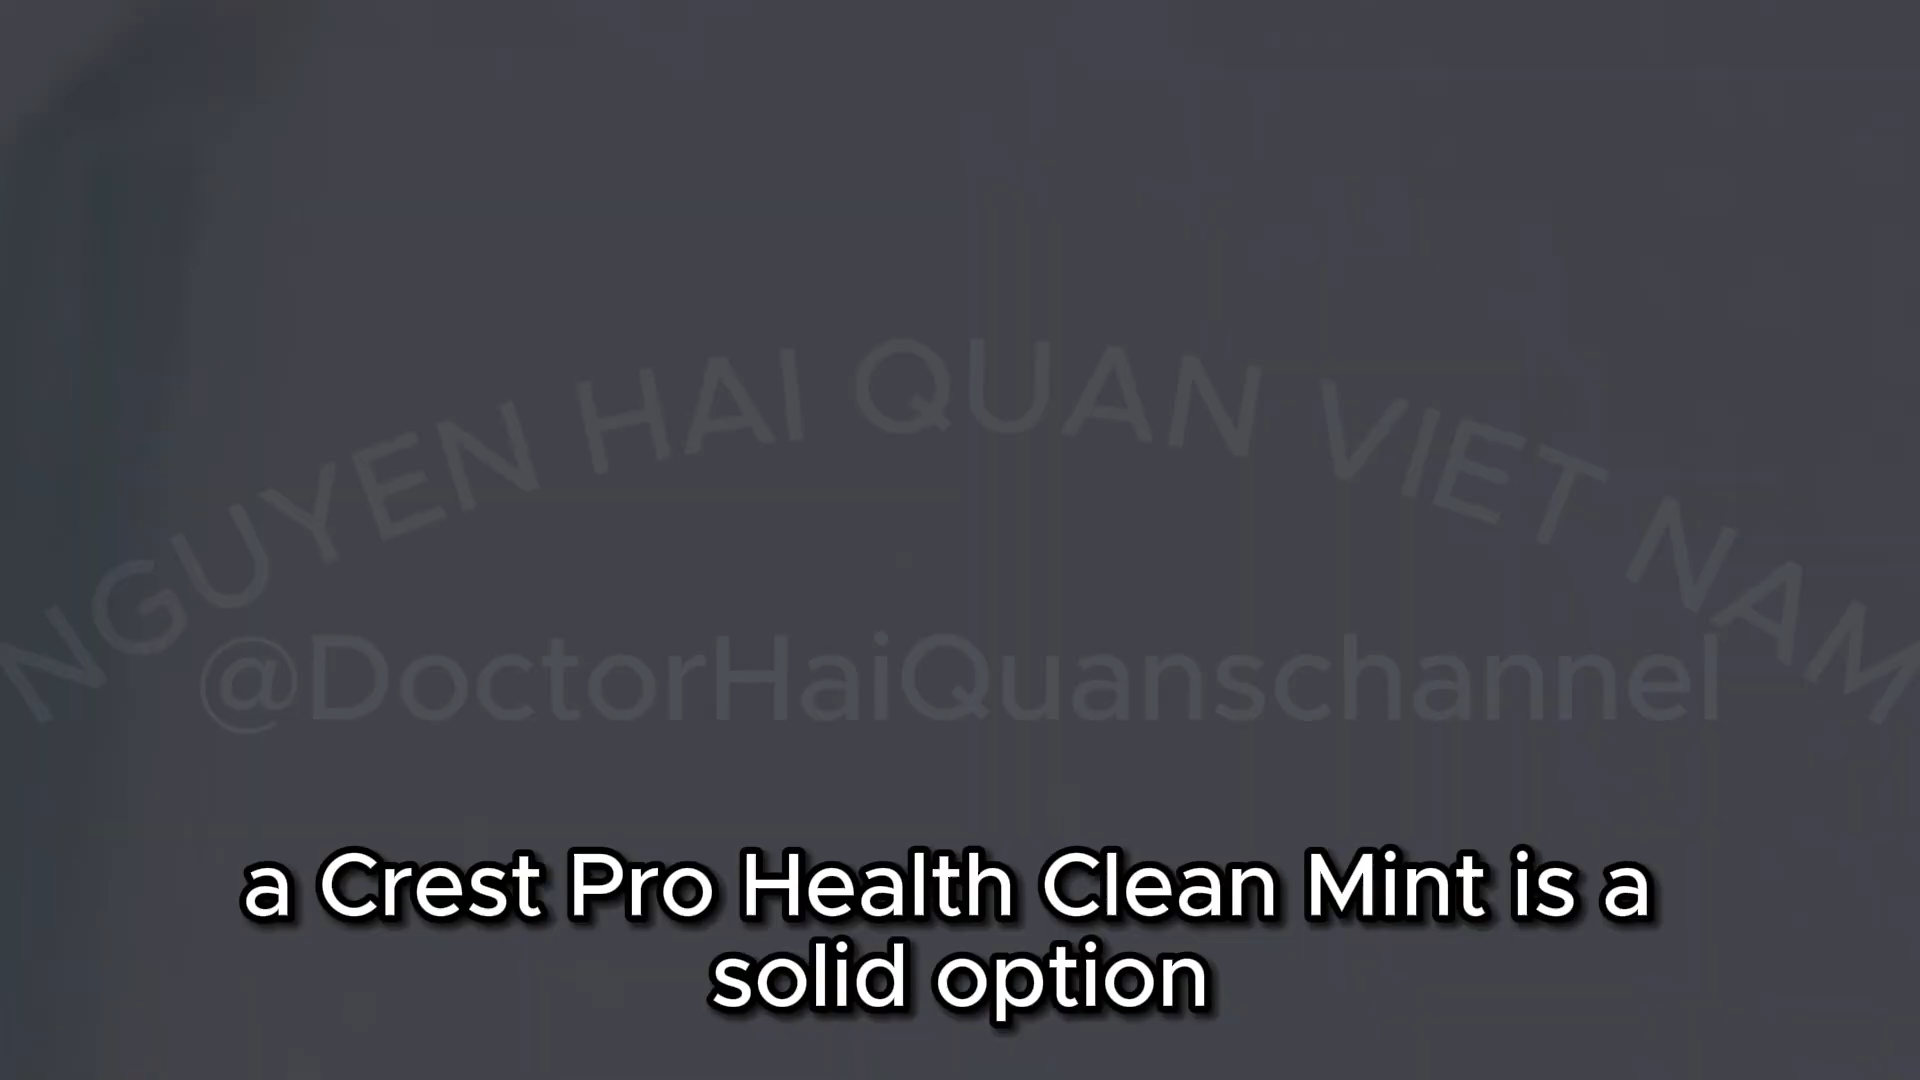 NGUYEN HAI QUAN VIET NAM
@DoctorHaiQuanschannel
a Crest Pro Health Clean Mint is a
solid option